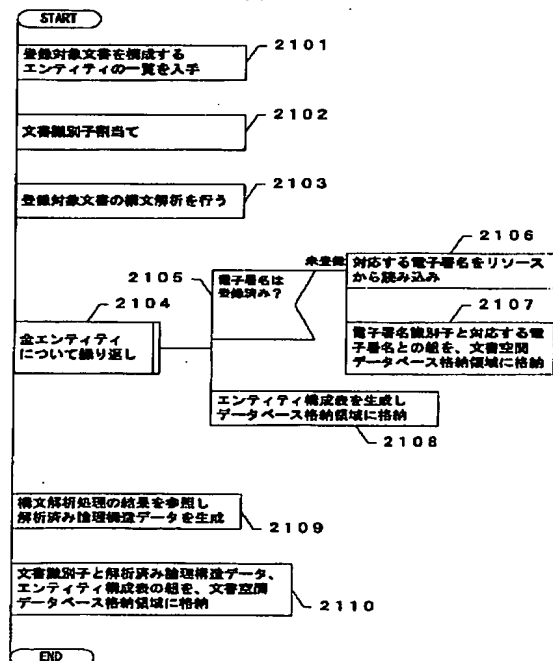 START
登録対象文書を構成する
エンティティの一覧を入手
2101
文書識別子割当て
2102
登録対象文書の構文解析を行う
2103
全エンティティ
について繰り返し
2104
電子署名は
登録済み？
2105
未登録
対応する電子署名をリソース
から読み込み
2106
電子署名識別子と対応する電
子署名との組を、文書空間
データベース格納領域に格納
2107
エンティティ構成表を生成し
データベース格納領域に格納
2108
構文解析処理の結果を参照し
解析済み論理構造データを生成
2109
文書識別子と解析済み論理構造データ、
エンティティ構成表の組を、文書空間
データベース格納領域に格納
2110
END